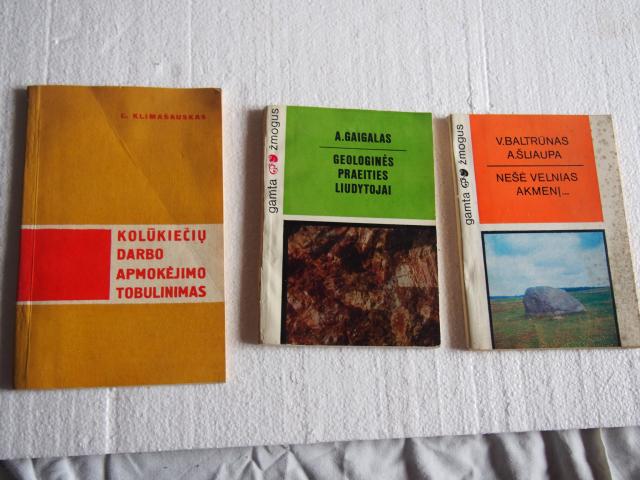 L. KLIMAŠAUSKAS
KOLŪKIEČIŲ
DARBO
APMOKĖJIMO
TOBULINIMAS
gamta žmogus
A.GAIGALAS
GEOLOGINĖS
PRAEITIES
LIUDYTOJAI
gamta žmogus
V.BALTRŪNAS
A.ŠLIAUPA
NEŠĖ VELNIAS
AKMENĮ...